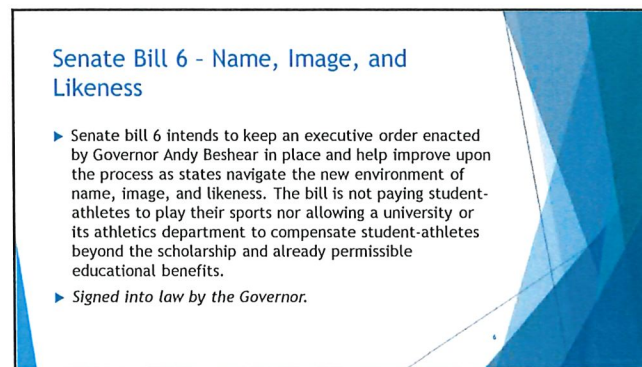 Senate Bill 6 – Name, Image, and
Likeness
Senate bill 6 intends to keep an executive order enacted
by Governor Andy Beshear in place and help improve upon
the process as states navigate the new environment of
name, image, and likeness. The bill is not paying student-
athletes to play their sports nor allowing a university or
its athletics department to compensate student-athletes
beyond the scholarship and already permissible
educational benefits.
Signed into law by the Governor.